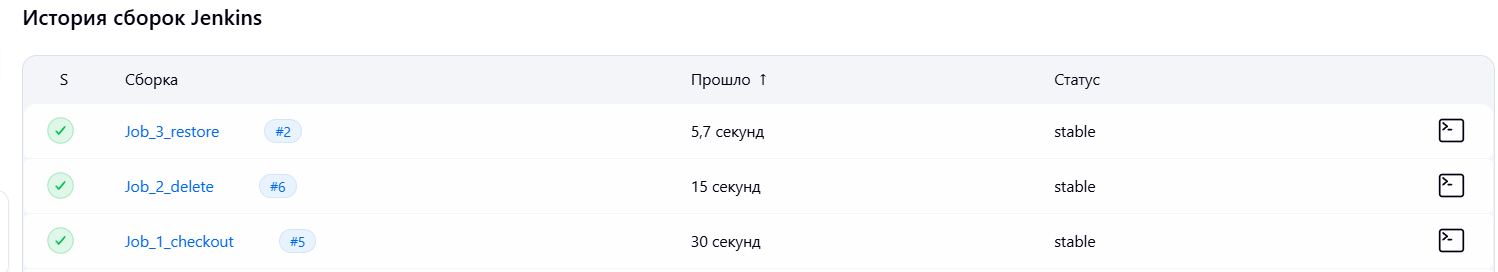 История сборок Jenkins
S Сборка Прошло ↑ Статус
Job_3_restore #2 5,7 секунд stable
Job_2_delete #6 15 секунд stable
Job_1_checkout #5 30 секунд stable